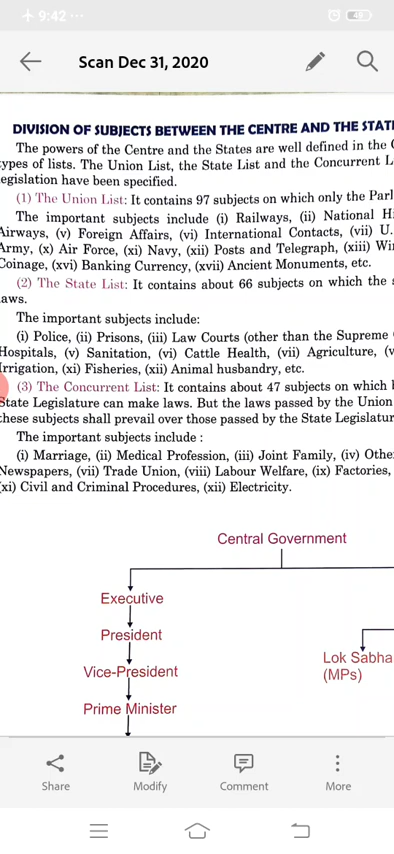 9:42
49
Scan Dec 31, 2020
DIVISION OF SUBJECTS BETWEEN THE CENTRE AND THE STAT
The powers of the Centre and the States are well defined in the
types of lists. The Union List, the State List and the Concurrent L
egislation have been specified.
(1) The Union List: It contains 97 subjects on which only the Parl
The important subjects include (i) Railways, (ii) National Hi
Airways, (v) Foreign Affairs, (vi) International Contacts, (vii) U.
Army, (x) Air Force, (xi) Navy, (xii) Posts and Telegraph, (xiii) Wi
Coinage, (xvi) Banking Currency, (xvii) Ancient Monuments, etc.
(2) The State List: It contains about 66 subjects on which the s
aws.
The important subjects include:
(i) Police, (ii) Prisons, (iii) Law Courts (other than the Supreme
Hospitals, (v) Sanitation, (vi) Cattle Health, (vii) Agriculture, (v
Irrigation, (xi) Fisheries, (xii) Animal husbandry, etc.
(3) The Concurrent List: It contains about 47 subjects on which
State Legislature can make laws. But the laws passed by the Union
these subjects shall prevail over those passed by the State Legislatur
The important subjects include :
(i) Marriage, (ii) Medical Profession, (iii) Joint Family, (iv) Othe
Newspapers, (vii) Trade Union, (viii) Labour Welfare, (ix) Factories,
(xi) Civil and Criminal Procedures, (xii) Electricity.
Central Government
Executive
President
Vice-President
Lok Sabha
(MPs)
Prime Minister
Share
Modify
Comment
More